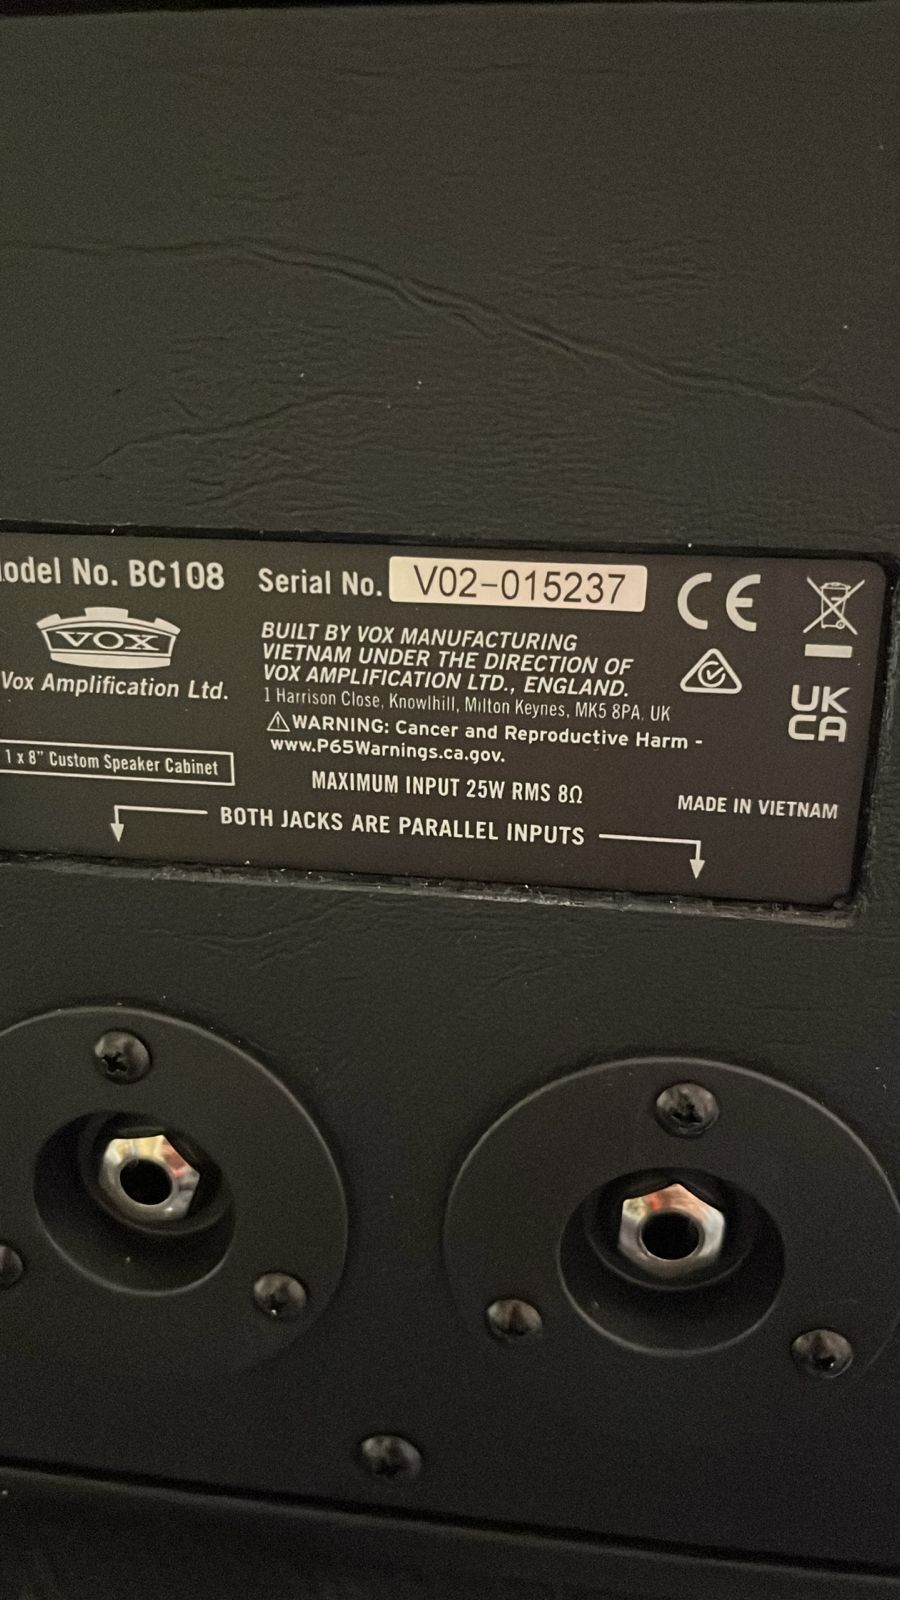 Model No. BC108 Serial No. V02-015237
CE
VOX
Vox Amplification Ltd.
BUILT BY VOX MANUFACTURING
VIETNAM UNDER THE DIRECTION OF
VOX AMPLIFICATION LTD., ENGLAND.
1 Harrison Close, Knowlhill, Milton Keynes, MK5 8PA, UK
⚠WARNING: Cancer and Reproductive Harm -
www.P65Warnings.ca.gov.
UK
CA
1 x 8" Custom Speaker Cabinet
MAXIMUM INPUT 25W RMS 8Ω
MADE IN VIETNAM
BOTH JACKS ARE PARALLEL INPUTS